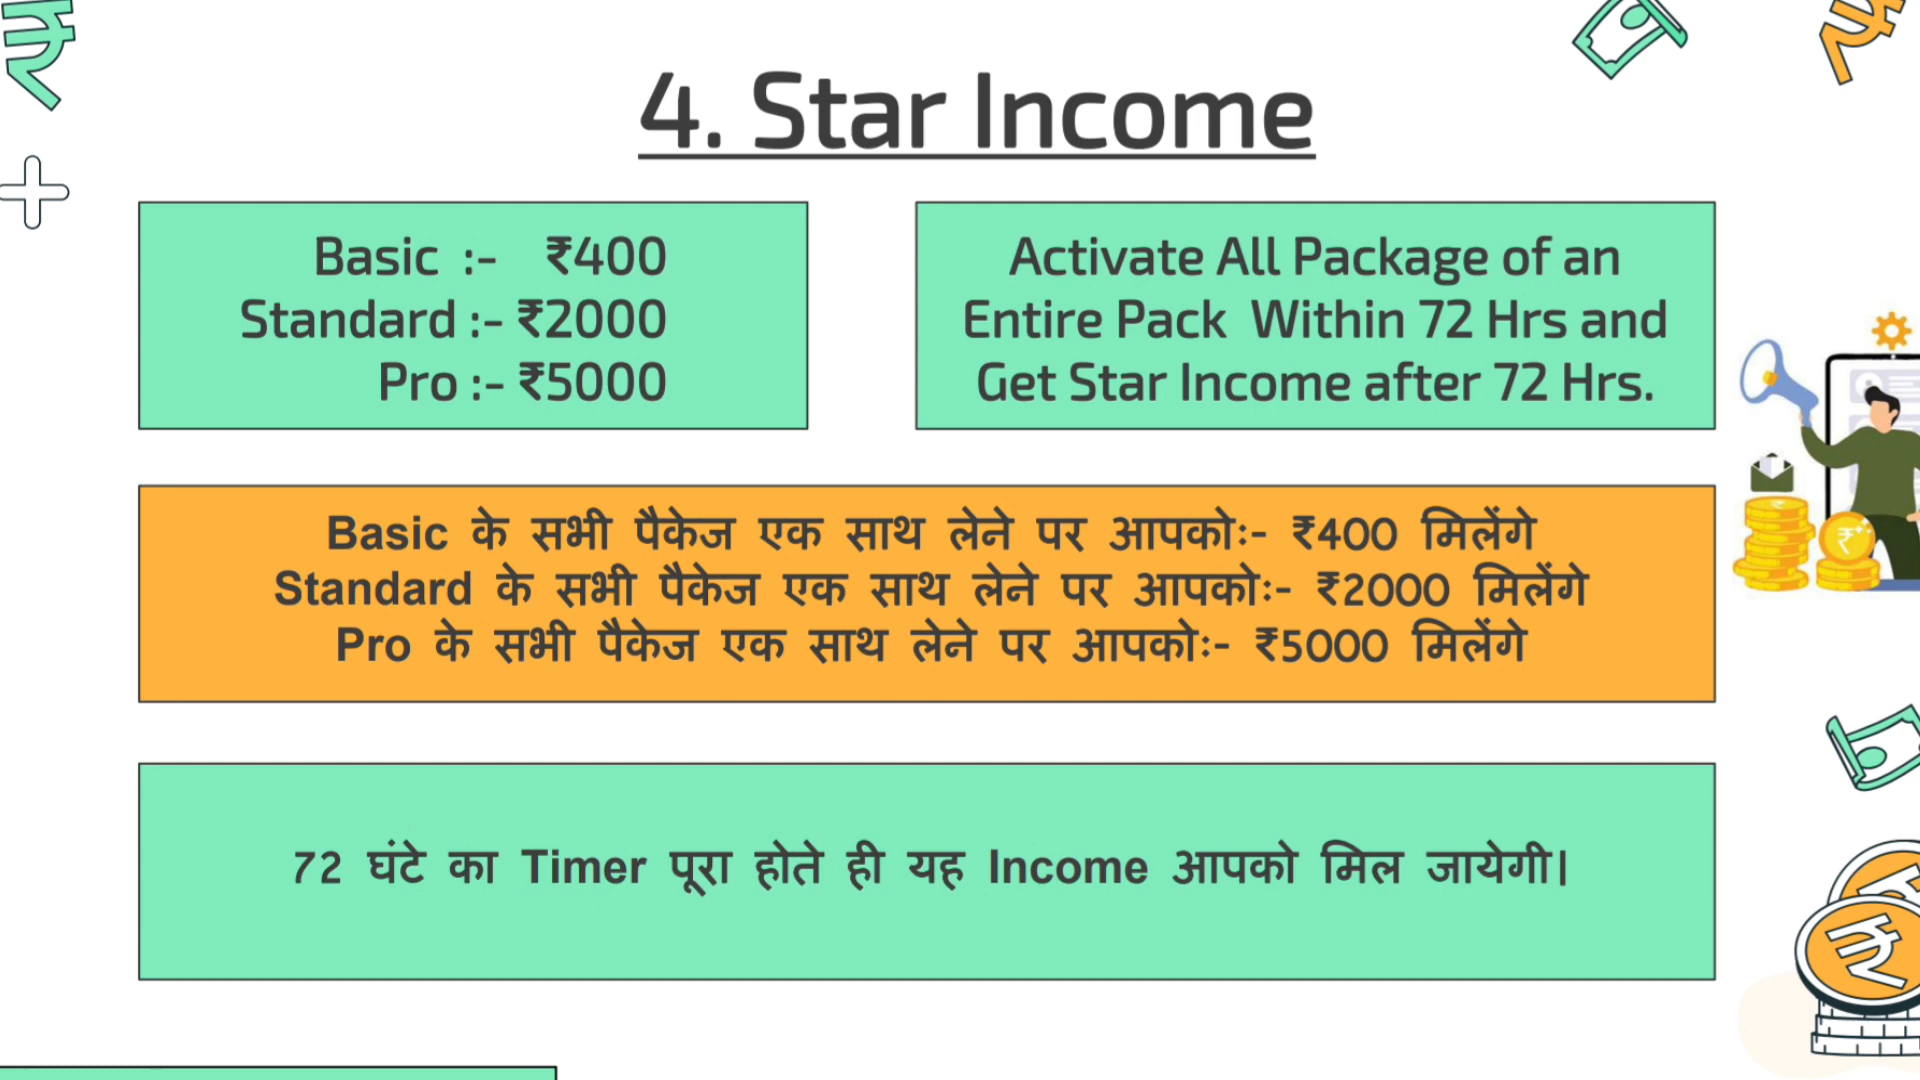 4. Star Income
Basic :- ₹400
Standard :- ₹2000
Pro :- ₹5000
Activate All Package of an
Entire Pack Within 72 Hrs and
Get Star Income after 72 Hrs.
Basic के सभी पैकेज एक साथ लेने पर आपकोः- ₹400 मिलेंगे
Standard के सभी पैकेज एक साथ लेने पर आपकोः- ₹2000 मिलेंगे
Pro के सभी पैकेज एक साथ लेने पर आपकोः- ₹5000 मिलेंगे
72 घंटे का Timer पूरा होते ही यह Income आपको मिल जायेगी।